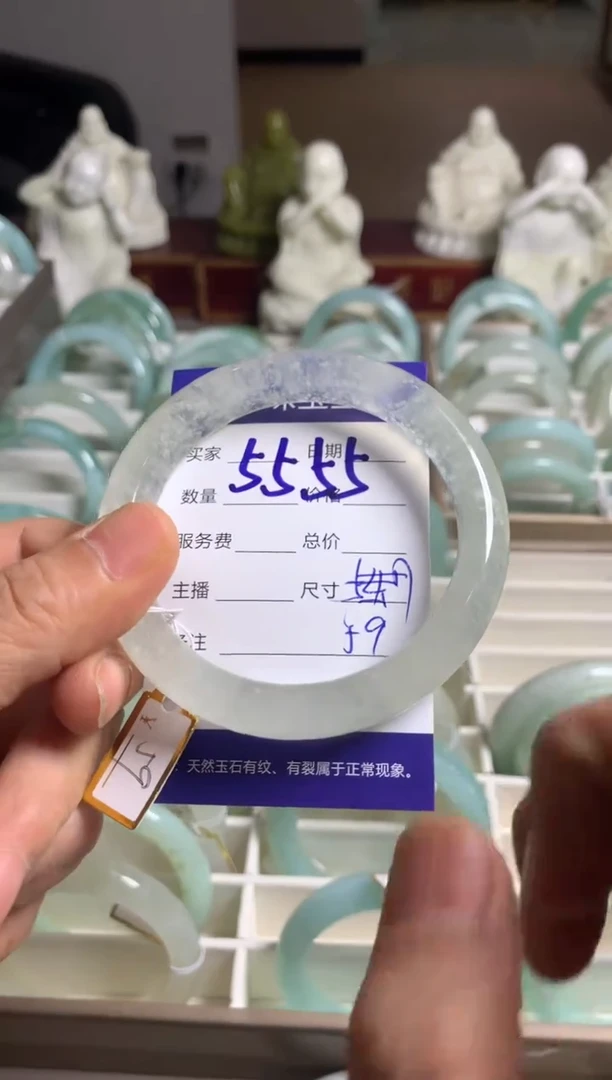 买家 日期
5555
数量 价格
服务费 总价
主播 尺寸
59
注
天然玉石有纹、有裂属于正常现象。